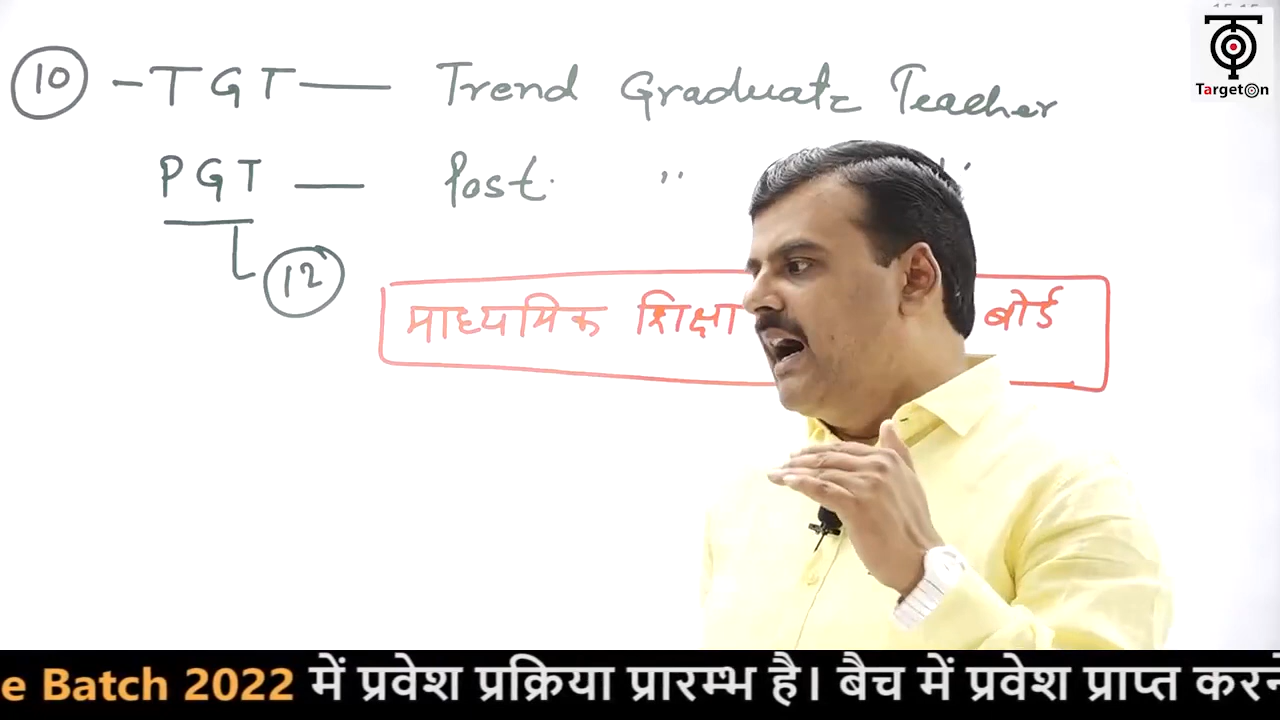 10 - TGT — Trend Graduate Teacher
PGT — Post. "
12
माध्यमिक शिक्षा बोर्ड
TargetOn
e Batch 2022 में प्रवेश प्रक्रिया प्रारम्भ है। बैच में प्रवेश प्राप्त करने